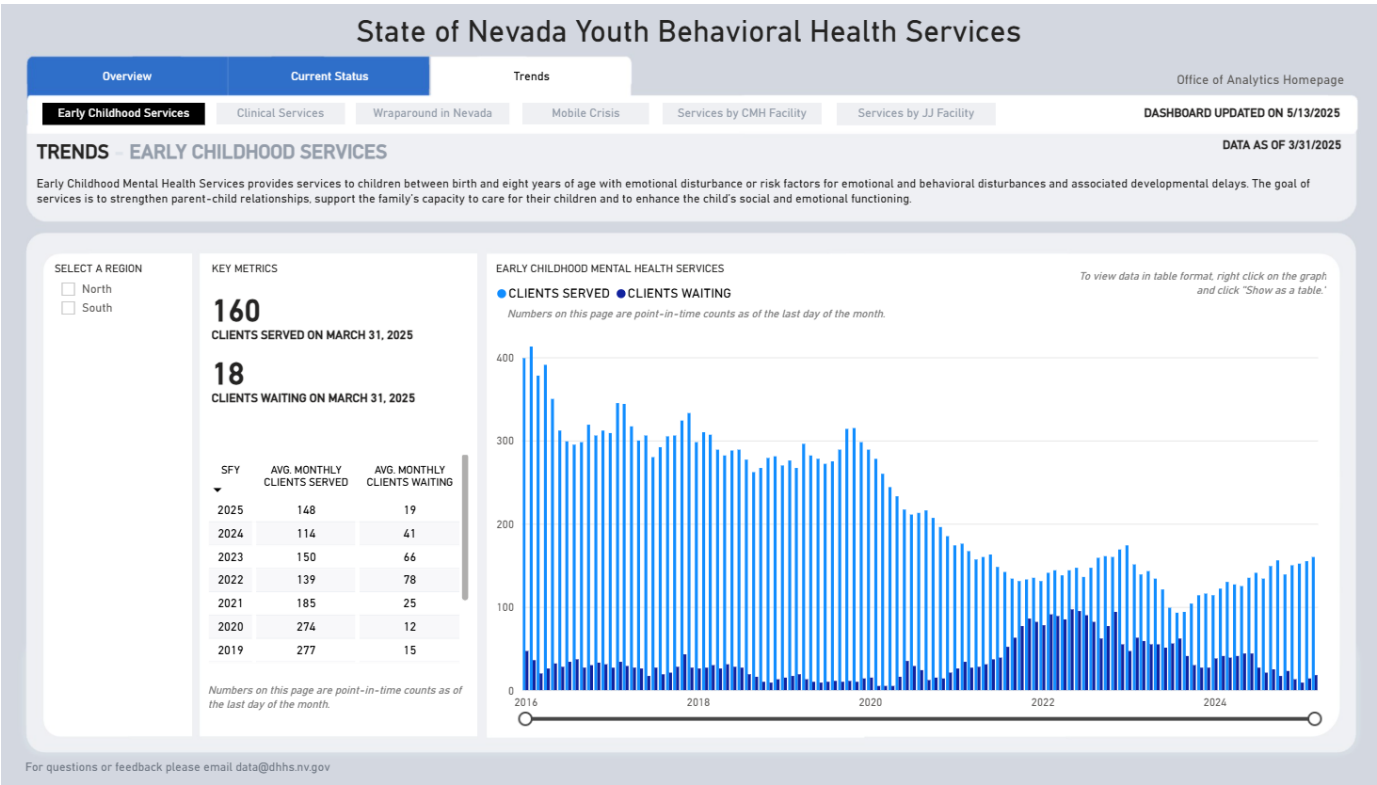 State of Nevada Youth Behavioral Health Services
Overview
Current Status
Trends
Office of Analytics Homepage
Early Childhood Services
Clinical Services
Wraparound in Nevada
Mobile Crisis
Services by CMH Facility
Services by JJ Facility
DASHBOARD UPDATED ON 5/13/2025
TRENDS – EARLY CHILDHOOD SERVICES
DATA AS OF 3/31/2025
Early Childhood Mental Health Services provides services to children between birth and eight years of age with emotional disturbance or risk factors for emotional and behavioral disturbances and associated developmental delays. The goal of
services is to strengthen parent-child relationships, support the family's capacity to care for their children and to enhance the child's social and emotional functioning.
SELECT A REGION
North
South
KEY METRICS
160
CLIENTS SERVED ON MARCH 31, 2025
18
CLIENTS WAITING ON MARCH 31, 2025
SFY AVG. MONTHLY CLIENTS SERVED AVG. MONTHLY CLIENTS WAITING
2025 148 19
2024 114 41
2023 150 66
2022 139 78
2021 185 25
2020 274 12
2019 277 15
Numbers on this page are point-in-time counts as of
the last day of the month.
EARLY CHILDHOOD MENTAL HEALTH SERVICES
To view data in table format, right click on the graph
and click "Show as a table."
CLIENTS SERVED CLIENTS WAITING
Numbers on this page are point-in-time counts as of the last day of the month.
400
300
200
100
0
2016 2018 2020 2022 2024
For questions or feedback please email data@dhhs.nv.gov